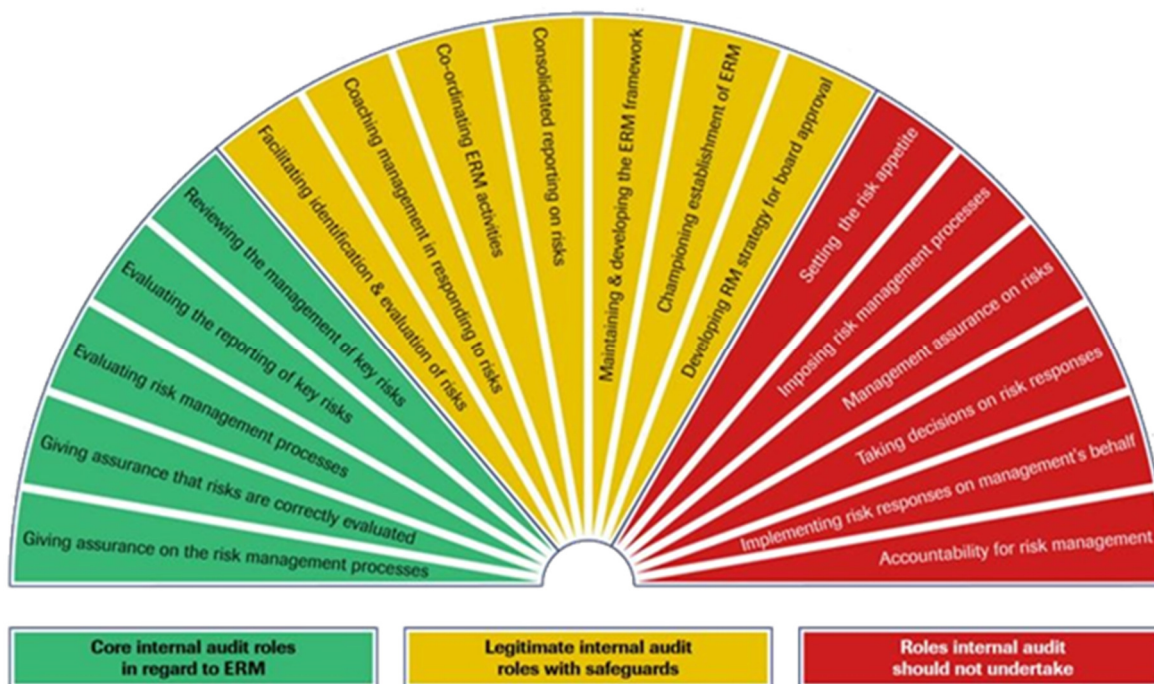 Giving assurance on the risk management processes
Giving assurance that risks are correctly evaluated
Evaluating risk management processes
Evaluating the reporting of key risks
Reviewing the management of key risks
Facilitating identification & evaluation of risks
Coaching management in responding to risks
Co-ordinating ERM activities
Consolidated reporting on risks
Maintaining & developing the ERM framework
Championing establishment of ERM
Developing RM strategy for board approval
Setting the risk appetite
Imposing risk management processes
Management assurance on risks
Taking decisions on risk responses
Implementing risk responses on management's behalf
Accountability for risk management
Core internal audit roles
in regard to ERM
Legitimate internal audit
roles with safeguards
Roles internal audit
should not undertake